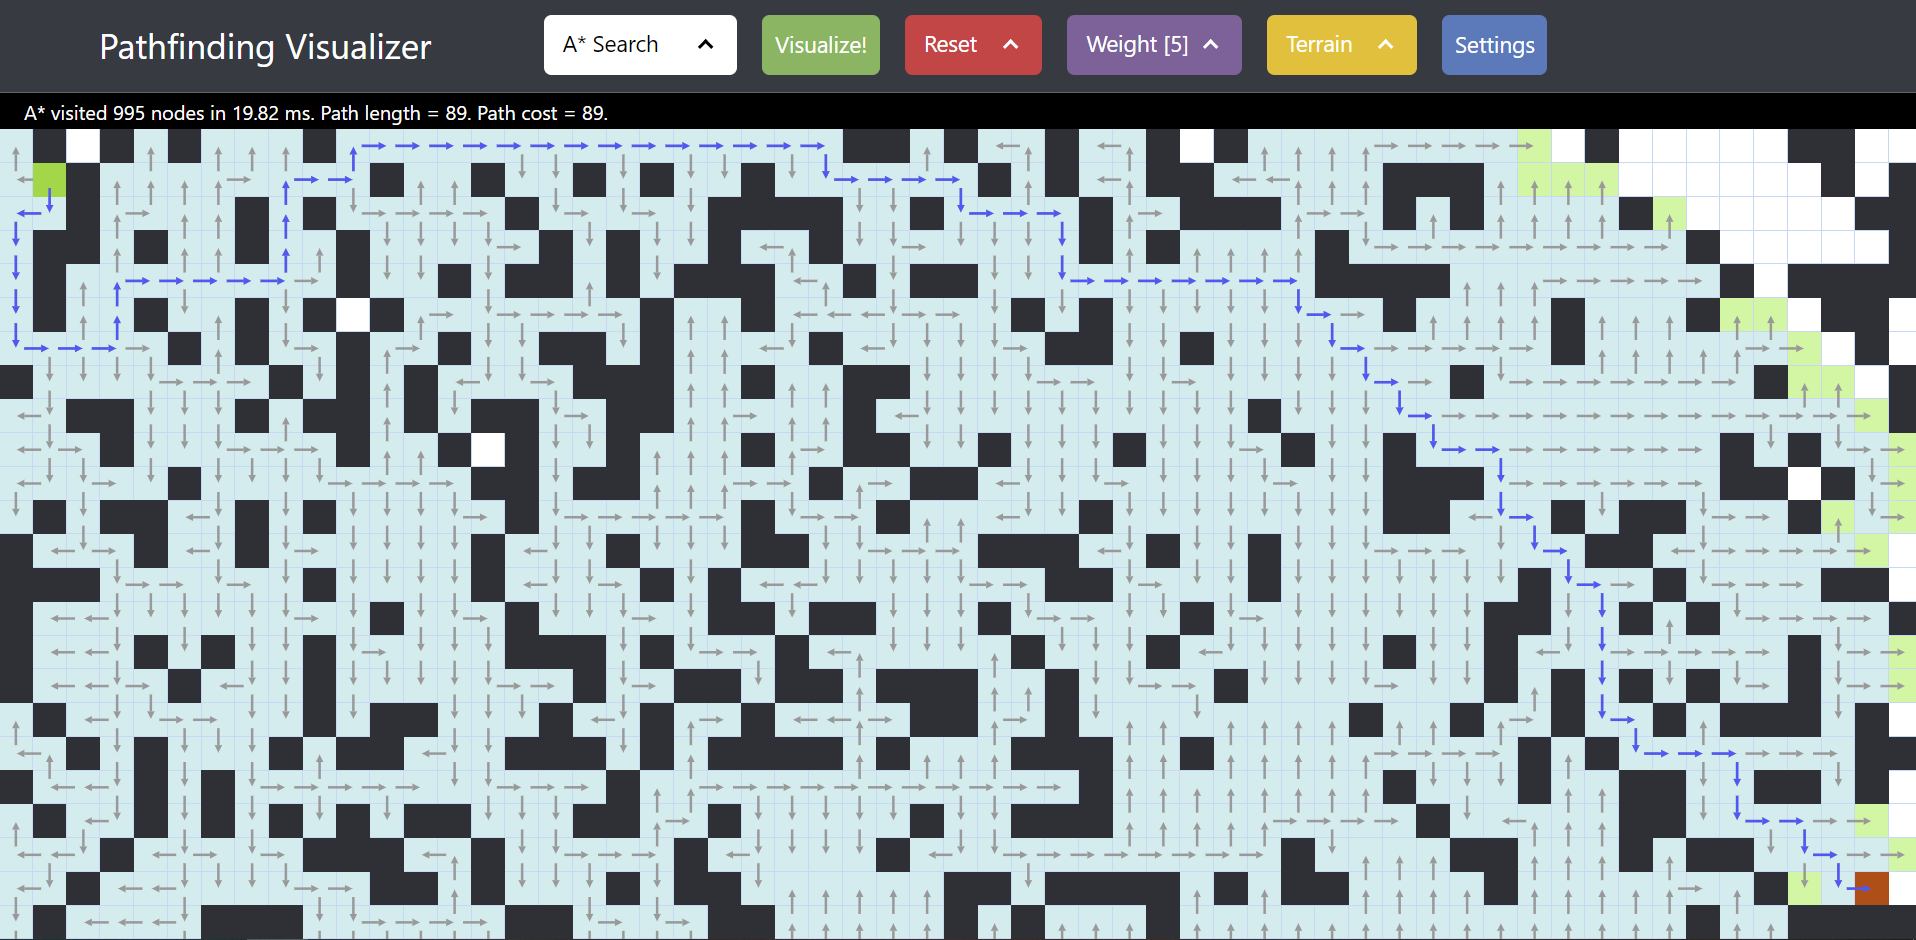 Pathfinding Visualizer
A* Search
Visualize!
Reset
Weight [5]
Terrain
Settings
A* visited 995 nodes in 19.82 ms. Path length = 89. Path cost = 89.